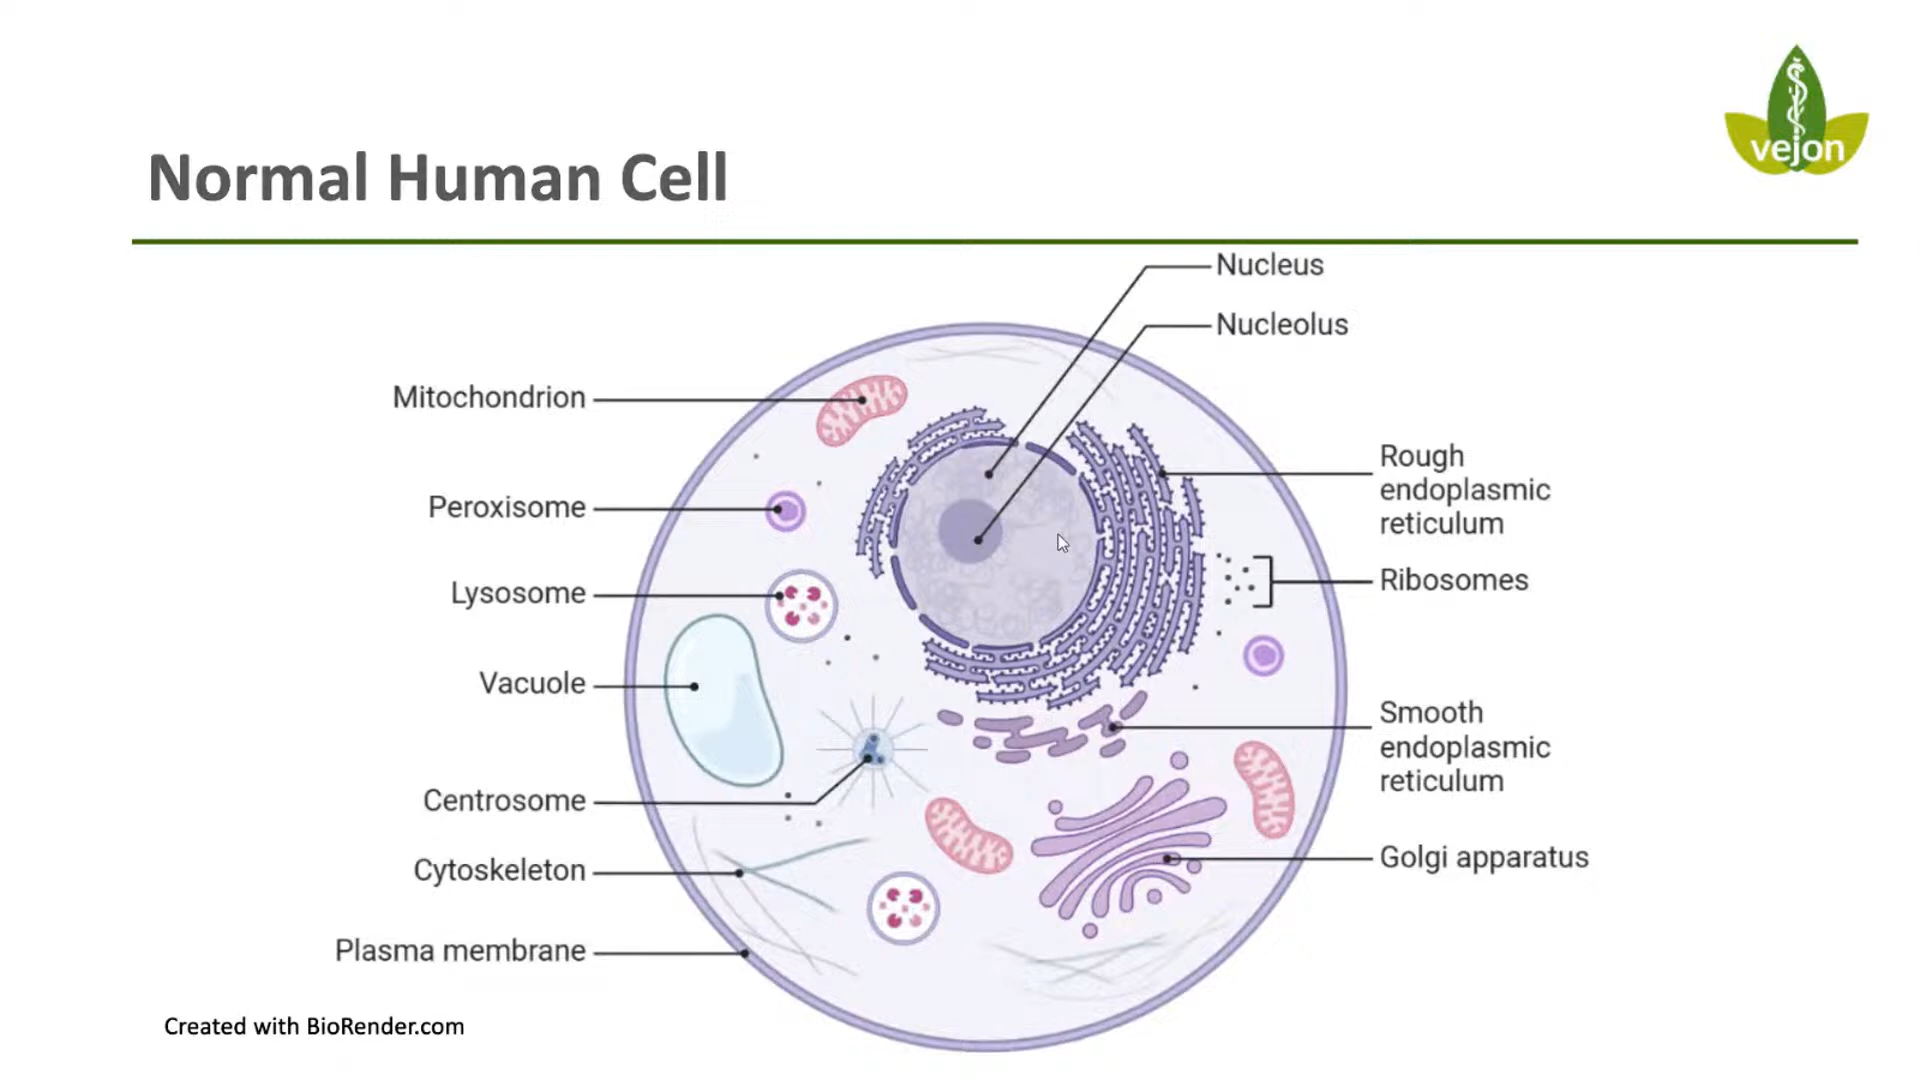 vejon
Normal Human Cell
Nucleus
Nucleolus
Mitochondrion
Peroxisome
Lysosome
Vacuole
Centrosome
Cytoskeleton
Plasma membrane
Rough
endoplasmic
reticulum
Ribosomes
Smooth
endoplasmic
reticulum
Golgi apparatus
Created with BioRender.com